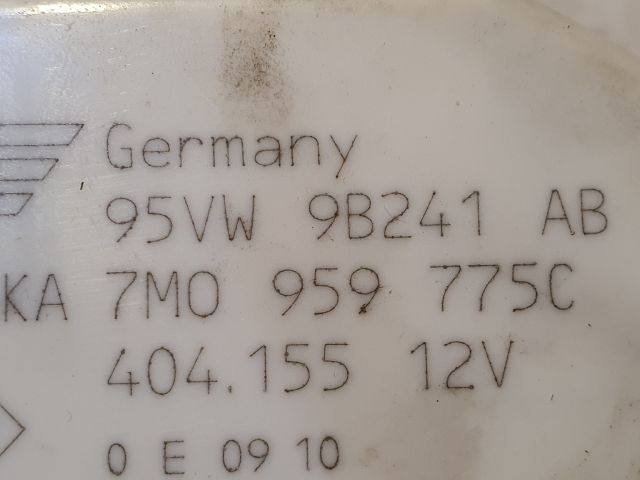 Germany
95VW 9B241 AB
KA 7M0 959 775C
404.155 12V
0 E 09 10